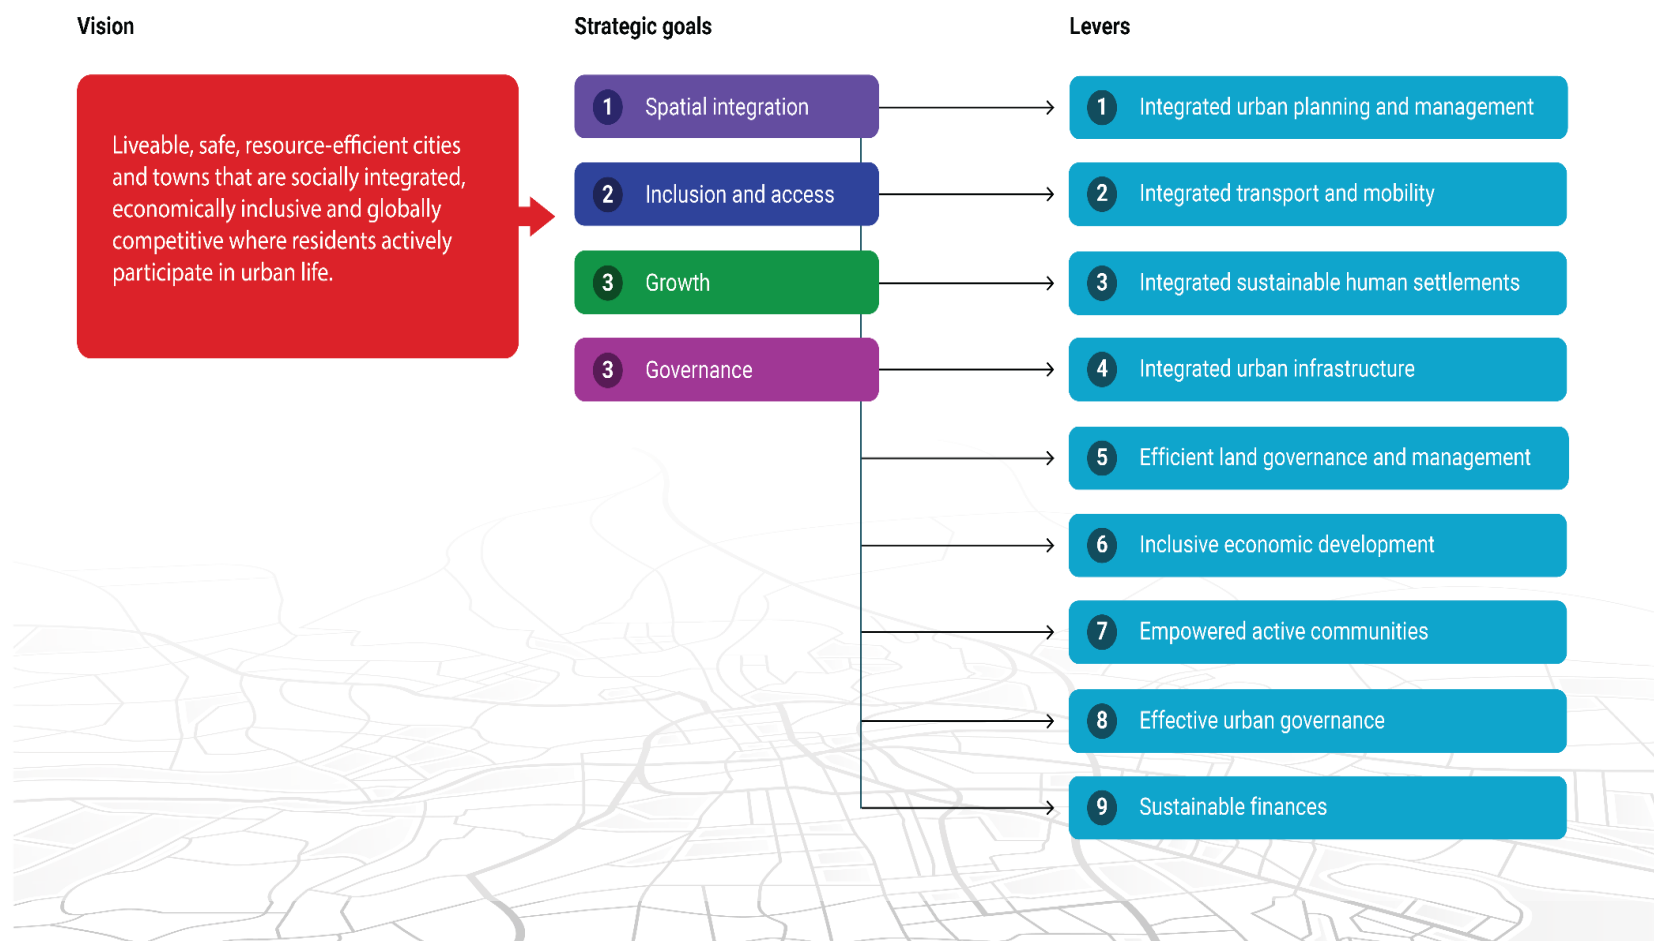 Vision
Liveable, safe, resource-efficient cities
and towns that are socially integrated,
economically inclusive and globally
competitive where residents actively
participate in urban life.
Strategic goals
1 Spatial integration
2 Inclusion and access
3 Growth
3 Governance
Levers
1 Integrated urban planning and management
2 Integrated transport and mobility
3 Integrated sustainable human settlements
4 Integrated urban infrastructure
5 Efficient land governance and management
6 Inclusive economic development
7 Empowered active communities
8 Effective urban governance
9 Sustainable finances